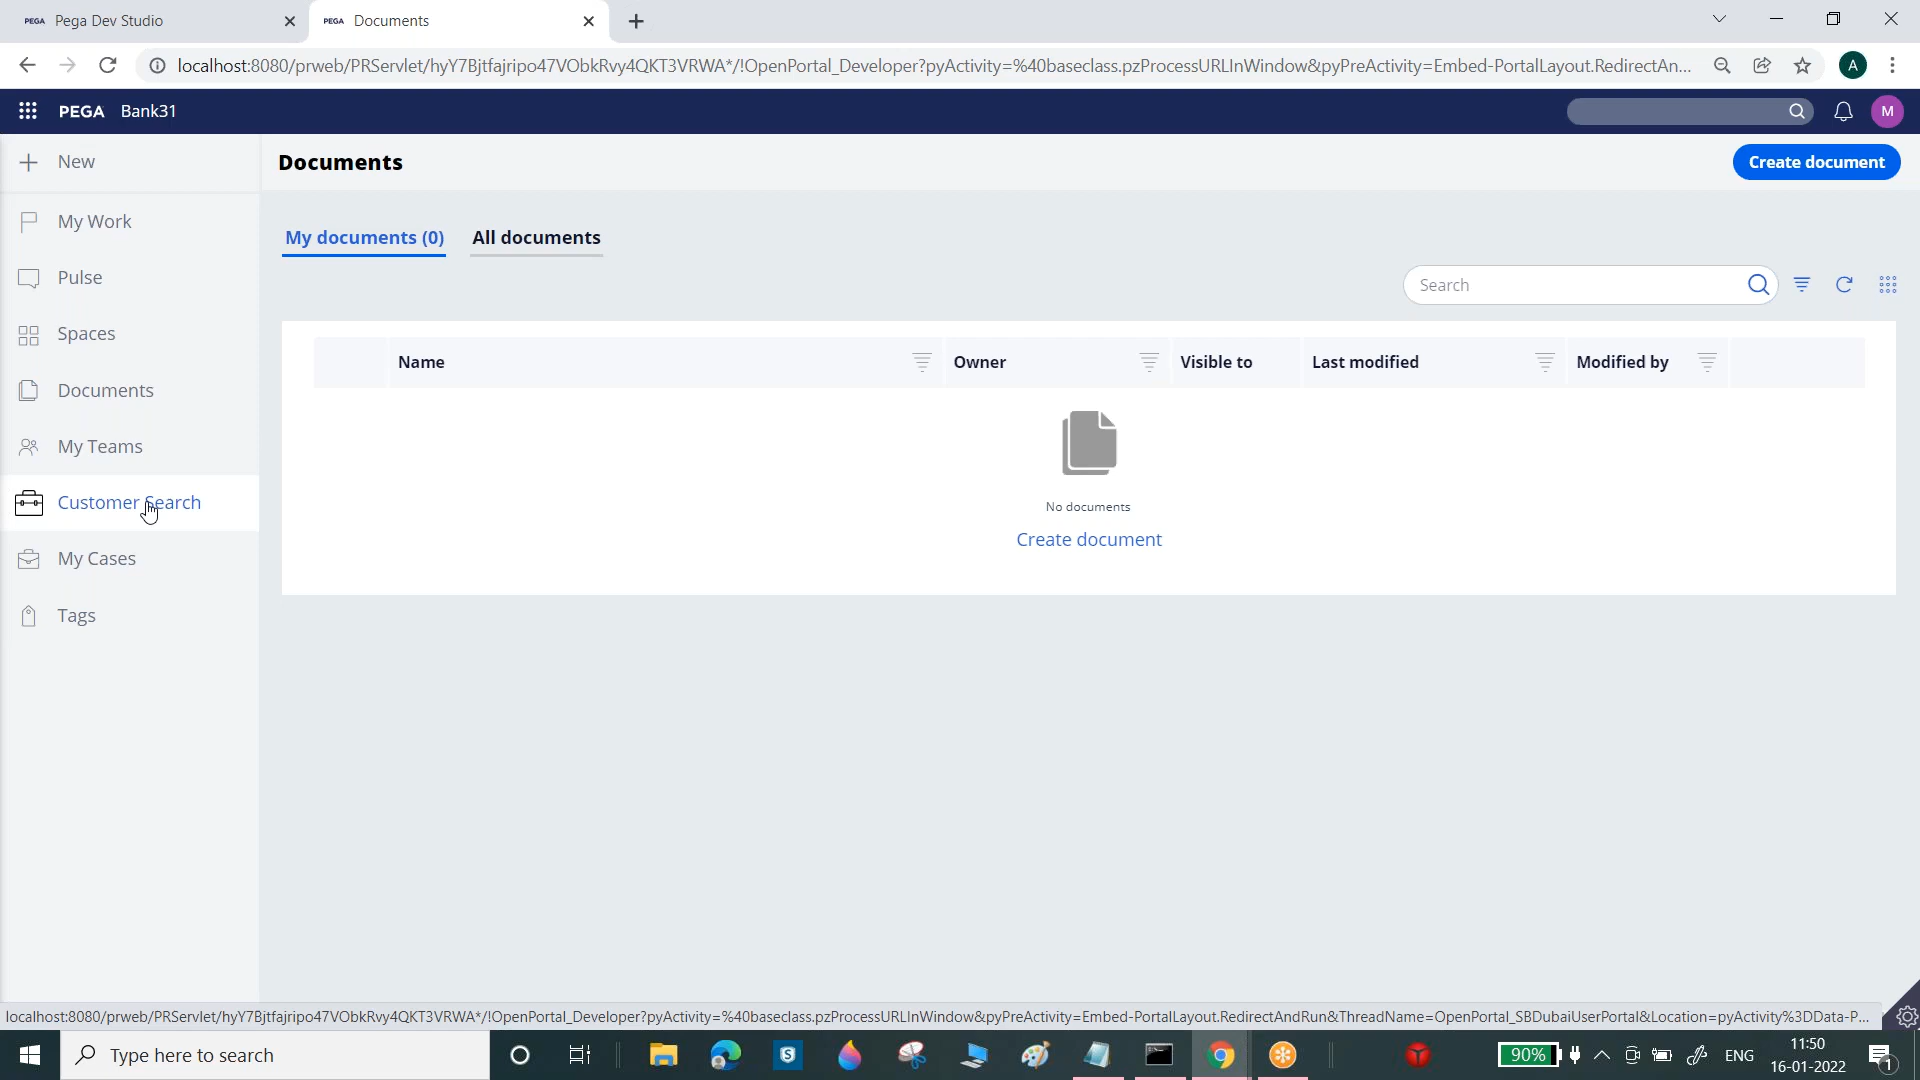 PEGA Pega Dev Studio
PEGA Documents
localhost:8080/prweb/PRServlet/hyY7Bjtfajripo47VObkRvy4QKT3VRWA*/!OpenPortal_Developer?pyActivity=%40baseclass.pzProcessURLInWindow&pyPreActivity=Embed-PortalLayout.RedirectAn...
A
PEGA Bank31
M
New
Documents
Create document
My Work
My documents (0)
All documents
Pulse
Search
Spaces
Name
Owner
Visible to
Last modified
Modified by
Documents
My Teams
Customer Search
No documents
Create document
My Cases
Tags
localhost:8080/prweb/PRServlet/hyY7Bjtfajripo47VObkRvy4QKT3VRWA*/!OpenPortal_Developer?pyActivity=%40baseclass.pzProcessURLInWindow&pyPreActivity=Embed-PortalLayout.RedirectAndRun&ThreadName=OpenPortal_SBDubaiUserPortal&Location=pyActivity%3DData-P...
Type here to search
S
90%
ENG
11:50
16-01-2022
1